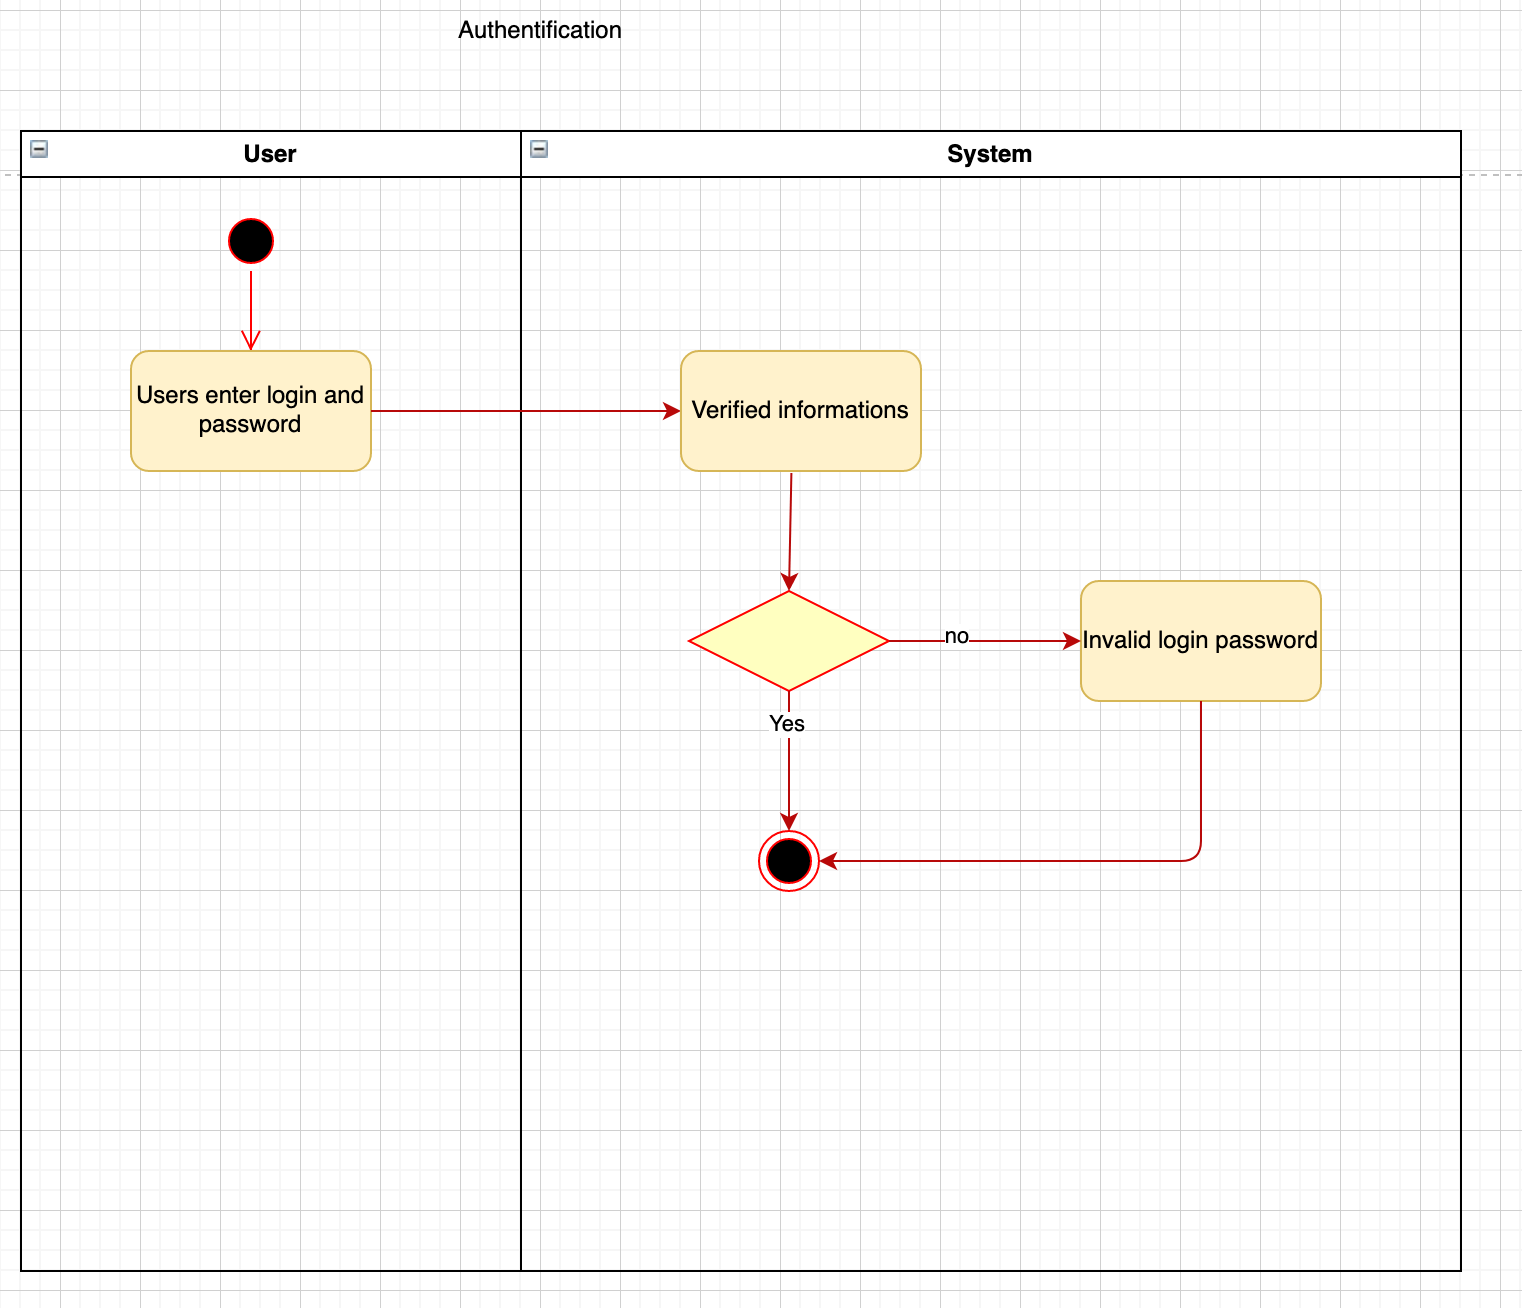 Authentification
User
System
Users enter login and
password
Verified informations
no
Invalid login password
Yes